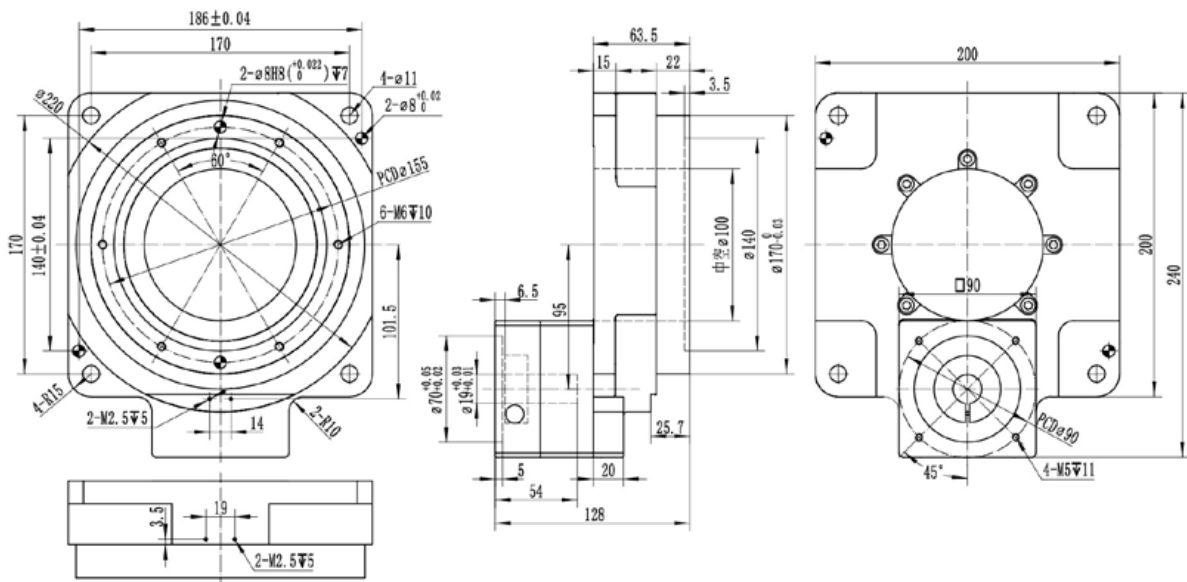 186±0.04
170
2-ø8H8(+0.022 0)↧7
4-ø11
2-ø8+0.02 0
ø220
60°
PCDø155
6-M6↧10
170
140±0.04
101.5
4-R15
2-M2.5↧5
14
2-R10
3.5
19
2-M2.5↧5
63.5
15
22
3.5
中空ø100
ø140
ø170 0 -0.03
6.5
95
ø70+0.05 +0.02
ø19+0.03 +0.01
25.7
5
20
54
128
200
□90
200
240
PCDø90
45°
4-M5↧11